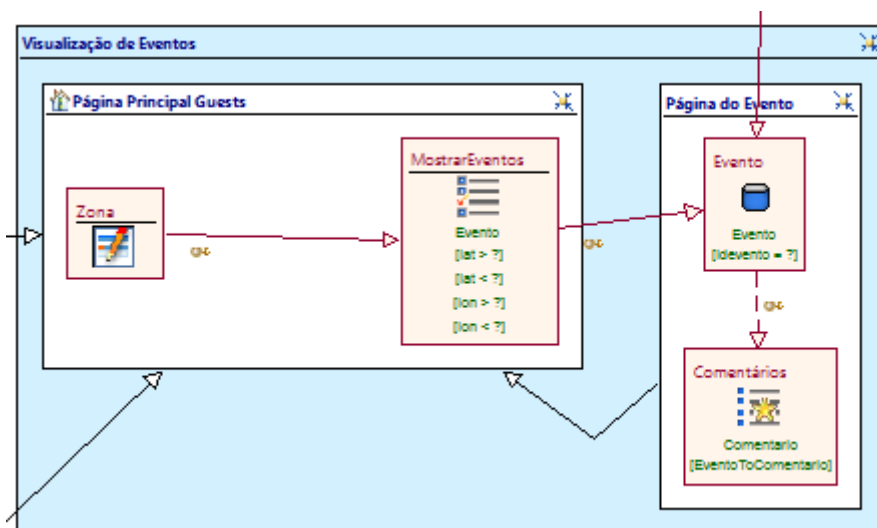 Visualização de Eventos
Página Principal Guests
Zona
MostrarEventos
Evento
[lat > ?]
[lat < ?]
[lon > ?]
[lon < ?]
Página do Evento
Evento
Evento
[idevento = ?]
Comentários
Comentario
[EventoToComentario]